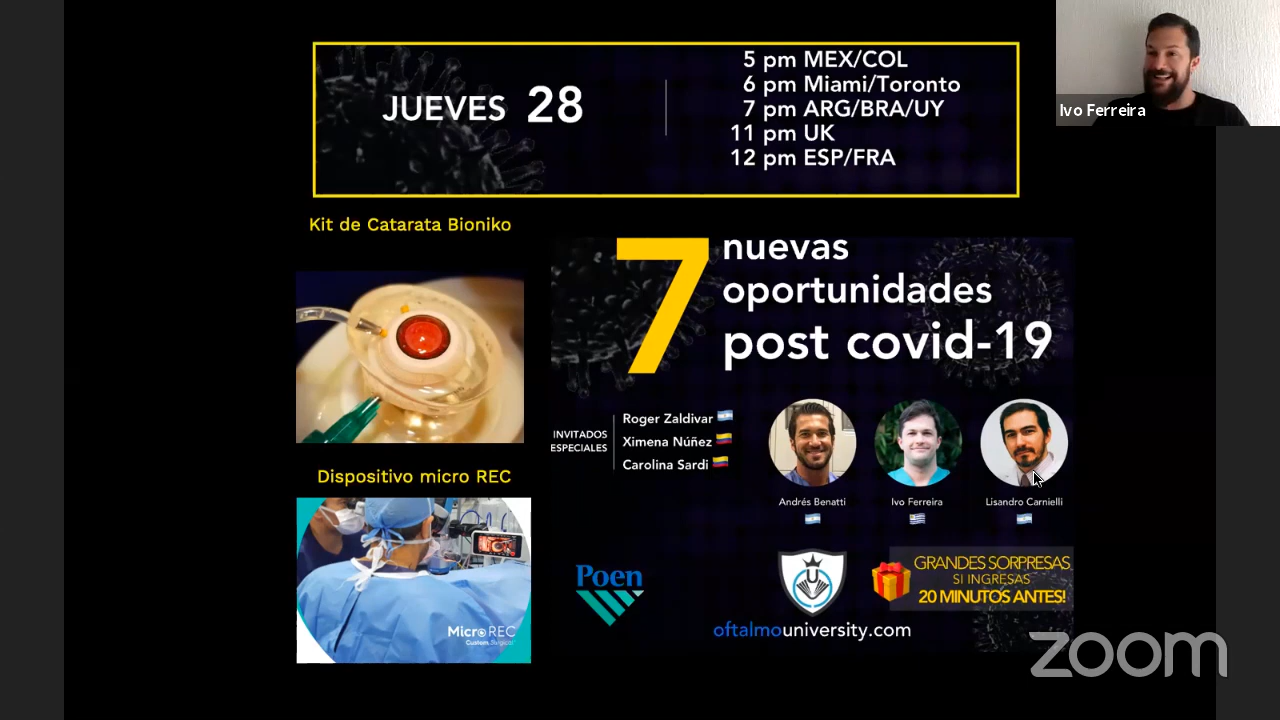 JUEVES 28
5 pm MEX/COL
6 pm Miami/Toronto
7 pm ARG/BRA/UY
11 pm UK
12 pm ESP/FRA
Ivo Ferreira
Kit de Catarata Bioniko
7 nuevas
oportunidades
post covid-19
INVITADOS
ESPECIALES
Roger Zaldivar
Ximena Núñez
Carolina Sardi
Andrés Benatti
Ivo Ferreira
Lisandro Carnielli
Dispositivo micro REC
MicroREC
Custom Surgical
Poen
U
GRANDES SORPRESAS
SI INGRESAS
20 MINUTOS ANTES!
oftalmouniversity.com
zoom